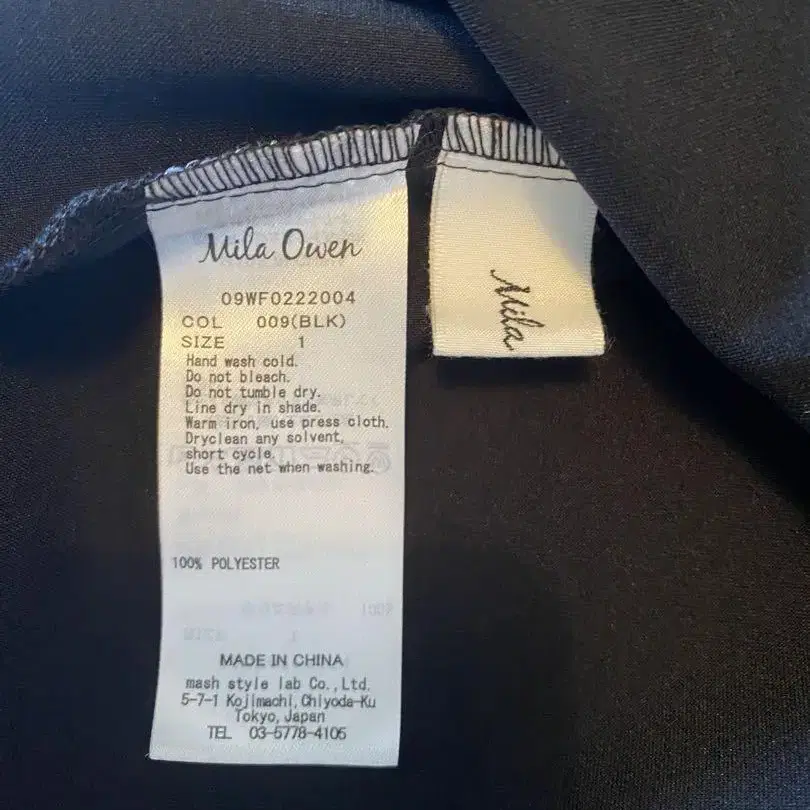 Mila Owen
09WF0222004
COL 009(BLK)
SIZE 1
Hand wash cold.
Do not bleach.
Do not tumble dry.
Line dry in shade.
Warm iron, use press cloth.
Dryclean any solvent,
short cycle.
Use the net when washing.
100% POLYESTER
MADE IN CHINA
mash style lab Co., Ltd.
5-7-1 Kojimachi, Chiyoda-Ku
Tokyo, Japan
TEL 03-5778-4106
Mila